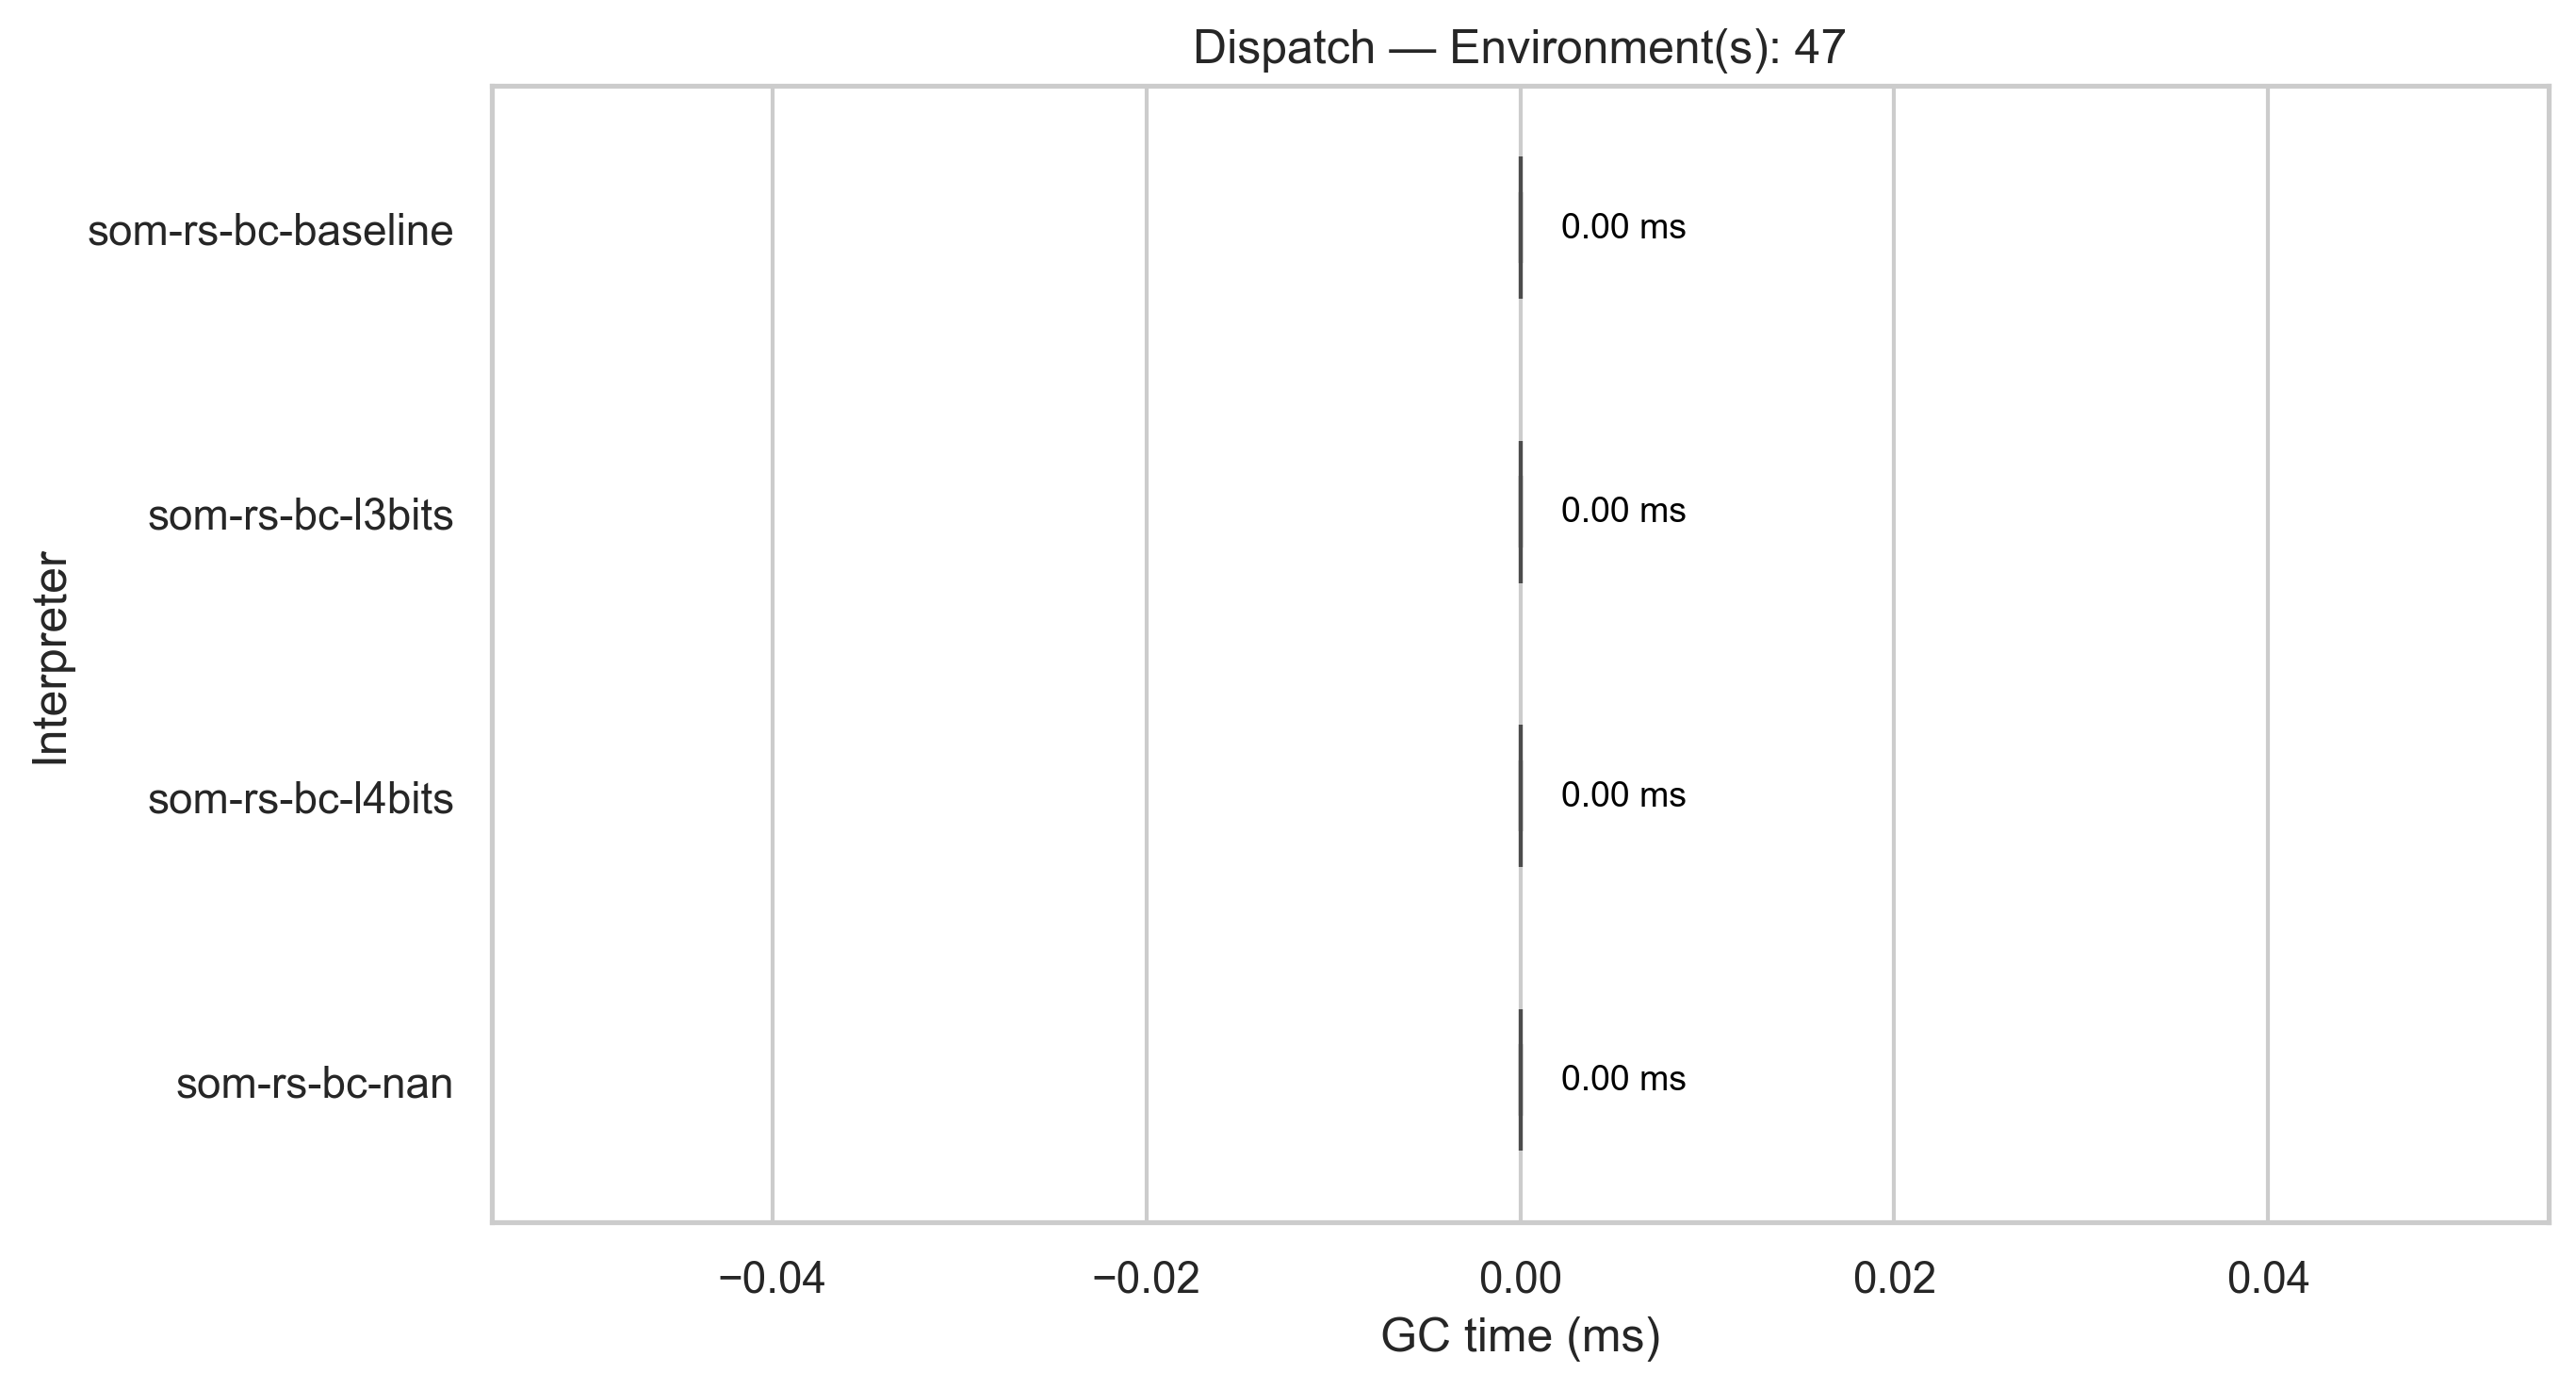 Dispatch — Environment(s): 47
som-rs-bc-baseline
0.00 ms
som-rs-bc-l3bits
0.00 ms
som-rs-bc-l4bits
0.00 ms
som-rs-bc-nan
0.00 ms
Interpreter
−0.04
−0.02
0.00
0.02
0.04
GC time (ms)